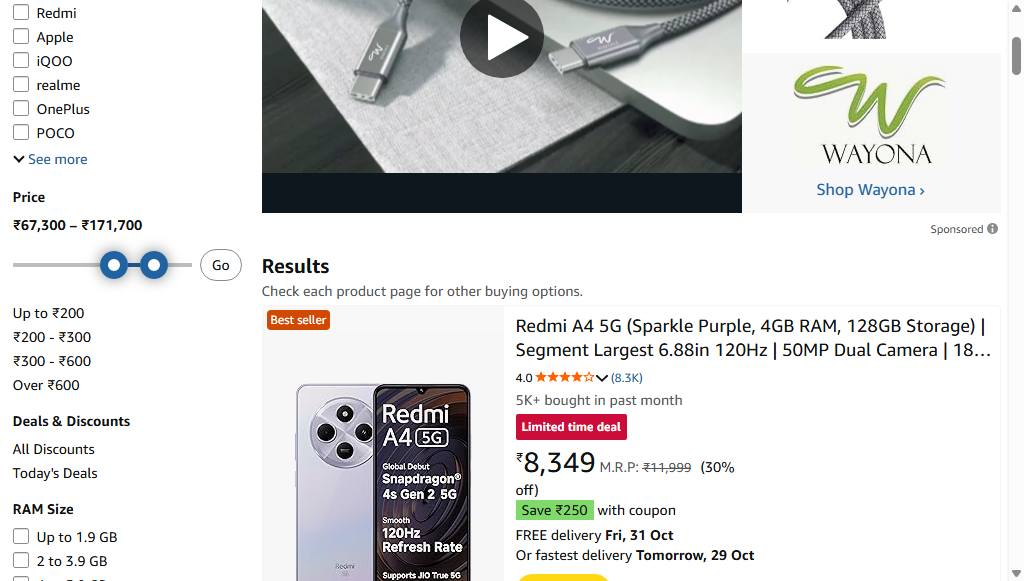 Redmi
Apple
iQOO
realme
OnePlus
POCO
See more
Price
₹67,300 – ₹171,700
Go
Up to ₹200
₹200 - ₹300
₹300 - ₹600
Over ₹600
Deals & Discounts
All Discounts
Today's Deals
RAM Size
Up to 1.9 GB
2 to 3.9 GB
W
W
W
WAYONA
Shop Wayona ›
Sponsored
Results
Check each product page for other buying options.
Best seller
Redmi
A4 5G
Global Debut
Snapdragon®
4s Gen 2 5G
Smooth
120Hz
Refresh Rate
Supports JIO True 5G
Redmi
Redmi A4 5G (Sparkle Purple, 4GB RAM, 128GB Storage) |
Segment Largest 6.88in 120Hz | 50MP Dual Camera | 18…
4.0 (8.3K)
5K+ bought in past month
Limited time deal
₹8,349 M.R.P: ₹11,999 (30%
off)
Save ₹250 with coupon
FREE delivery Fri, 31 Oct
Or fastest delivery Tomorrow, 29 Oct